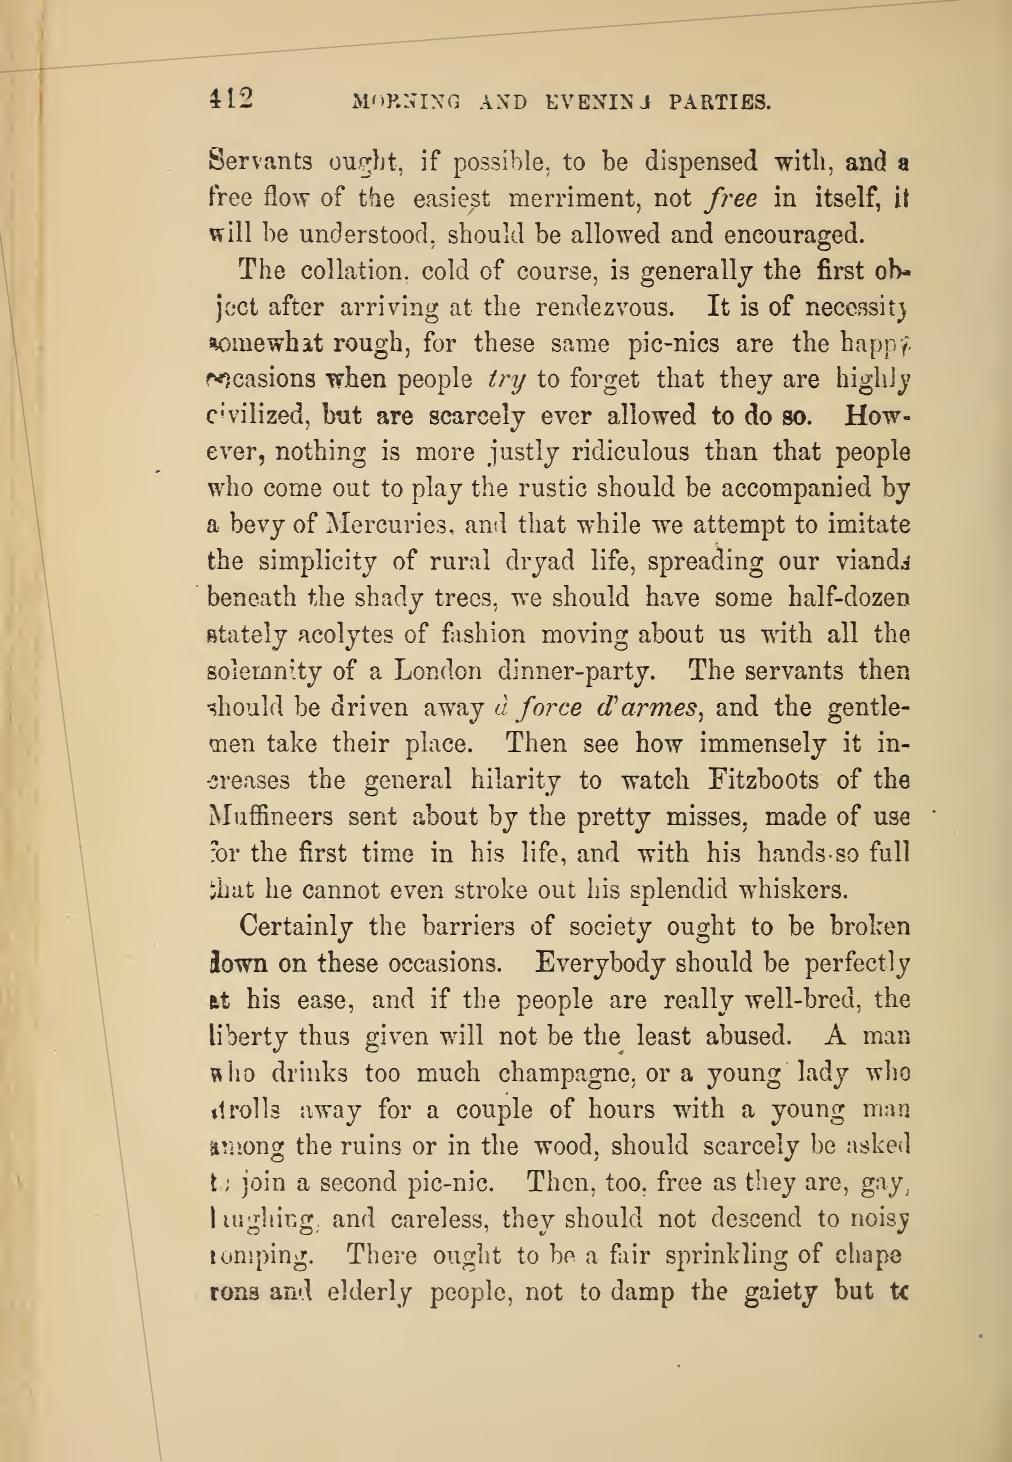 412 MORNING AND EVENING PARTIES.
Servants ought, if possible, to be dispensed with, and a
free flow of the easiest merriment, not free in itself, it
will be understood, should be allowed and encouraged.
The collation, cold of course, is generally the first ob-
ject after arriving at the rendezvous. It is of necessity
somewhat rough, for these same pic-nics are the happy
occasions when people try to forget that they are highly
civilized, but are scarcely ever allowed to do so. How-
ever, nothing is more justly ridiculous than that people
who come out to play the rustic should be accompanied by
a bevy of Mercuries, and that while we attempt to imitate
the simplicity of rural dryad life, spreading our viands
beneath the shady trees, we should have some half-dozen
stately acolytes of fashion moving about us with all the
solemnity of a London dinner-party. The servants then
should be driven away à force d'armes, and the gentle-
men take their place. Then see how immensely it in-
creases the general hilarity to watch Fitzboots of the
Muffineers sent about by the pretty misses, made of use
for the first time in his life, and with his hands so full
that he cannot even stroke out his splendid whiskers.
Certainly the barriers of society ought to be broken
down on these occasions. Everybody should be perfectly
at his ease, and if the people are really well-bred, the
liberty thus given will not be the least abused. A man
who drinks too much champagne, or a young lady who
strolls away for a couple of hours with a young man
among the ruins or in the wood, should scarcely be asked
to join a second pic-nic. Then, too, free as they are, gay,
laughing, and careless, they should not descend to noisy
romping. There ought to be a fair sprinkling of chape
rons and elderly people, not to damp the gaiety but to